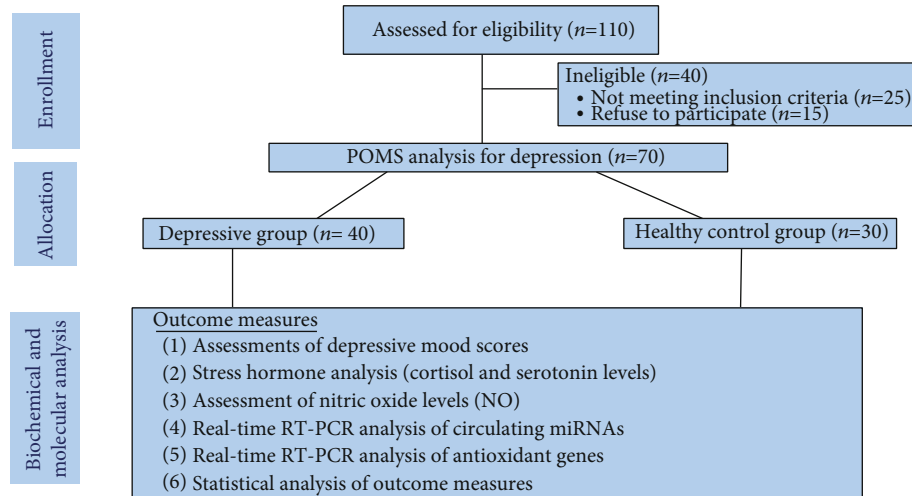 Enrollment
Assessed for eligibility (n=110)
Ineligible (n=40)
• Not meeting inclusion criteria (n=25)
• Refuse to participate (n=15)
POMS analysis for depression (n=70)
Allocation
Depressive group (n= 40)
Healthy control group (n=30)
Biochemical and
molecular analysis
Outcome measures
(1) Assessments of depressive mood scores
(2) Stress hormone analysis (cortisol and serotonin levels)
(3) Assessment of nitric oxide levels (NO)
(4) Real-time RT-PCR analysis of circulating miRNAs
(5) Real-time RT-PCR analysis of antioxidant genes
(6) Statistical analysis of outcome measures